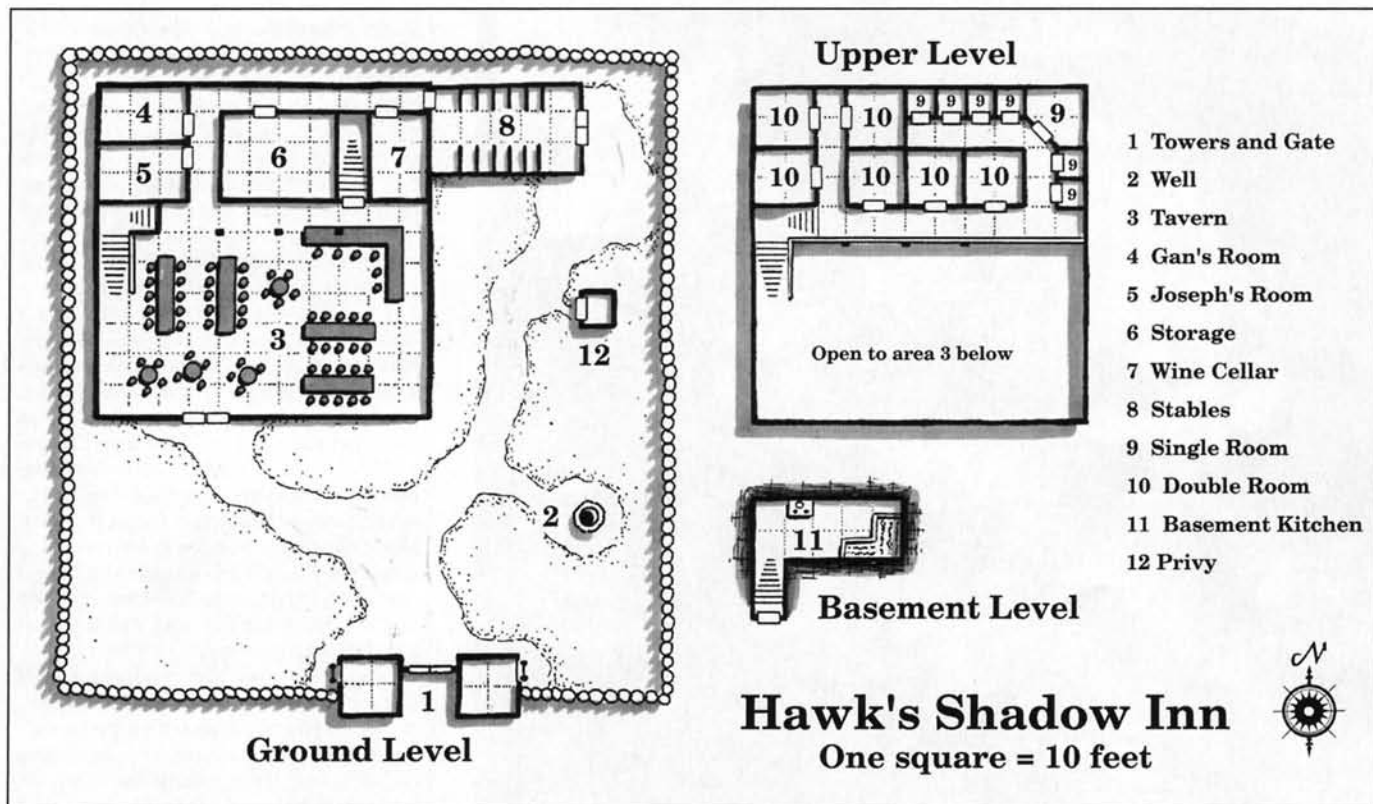 Upper Level
4
5
6
7
8
3
12
2
1
Ground Level
10
10
9
9
9
9
9
10
10
10
10
9
9
Open to area 3 below
11
Basement Level
1 Towers and Gate
2 Well
3 Tavern
4 Gan's Room
5 Joseph's Room
6 Storage
7 Wine Cellar
8 Stables
9 Single Room
10 Double Room
11 Basement Kitchen
12 Privy
N
Hawk's Shadow Inn
One square = 10 feet